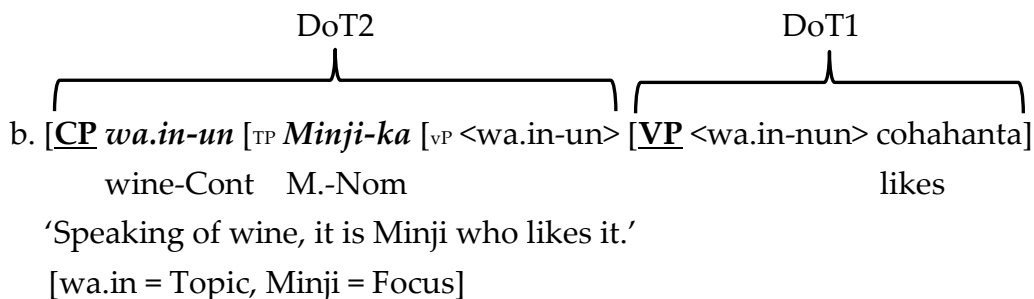 DoT2 DoT1
b. [CP wa.in-un [TP Minji-ka [vP <wa.in-un> [VP <wa.in-nun> cohahanta]
wine-Cont M.-Nom likes
‘Speaking of wine, it is Minji who likes it.’
[wa.in = Topic, Minji = Focus]